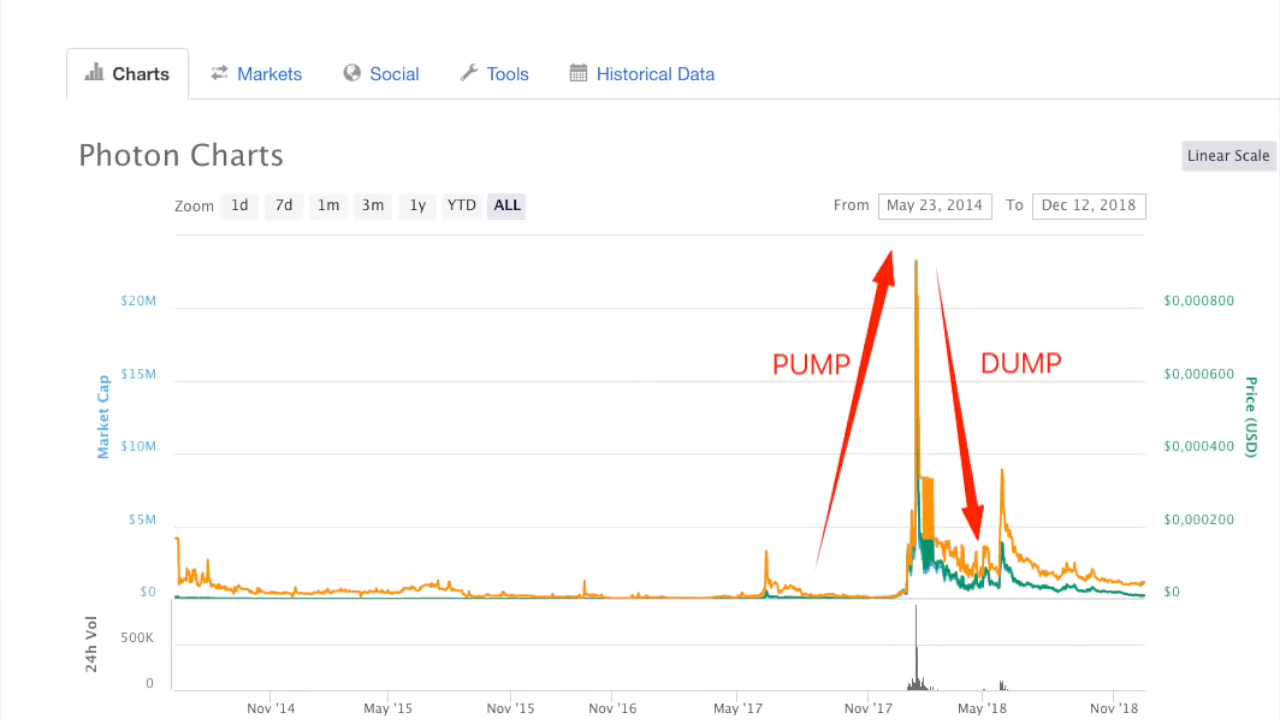 Charts Markets Social Tools Historical Data
Photon Charts
Linear Scale
Zoom 1d 7d 1m 3m 1y YTD ALL
From May 23, 2014 To Dec 12, 2018
$20M
$15M
$10M
$5M
$0
Market Cap
PUMP
DUMP
$0,000800
$0,000600
$0,000400
$0,000200
$0
Price (USD)
24h Vol
500K
0
Nov '14 May '15 Nov '15 Nov '16 May '17 Nov '17 May '18 Nov '18